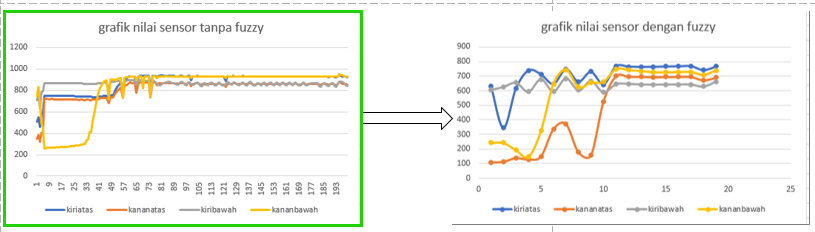 grafik nilai sensor tanpa fuzzy
1200
1000
800
600
400
200
0
1 9 17 25 33 41 49 57 65 73 81 89 97 105 113 121 129 137 145 153 161 169 177 185 193
kiriatas kananatas kiribawah kananbawah
grafik nilai sensor dengan fuzzy
900
800
700
600
500
400
300
200
100
0
0 5 10 15 20 25
kiriatas kananatas kiribawah kananbawah